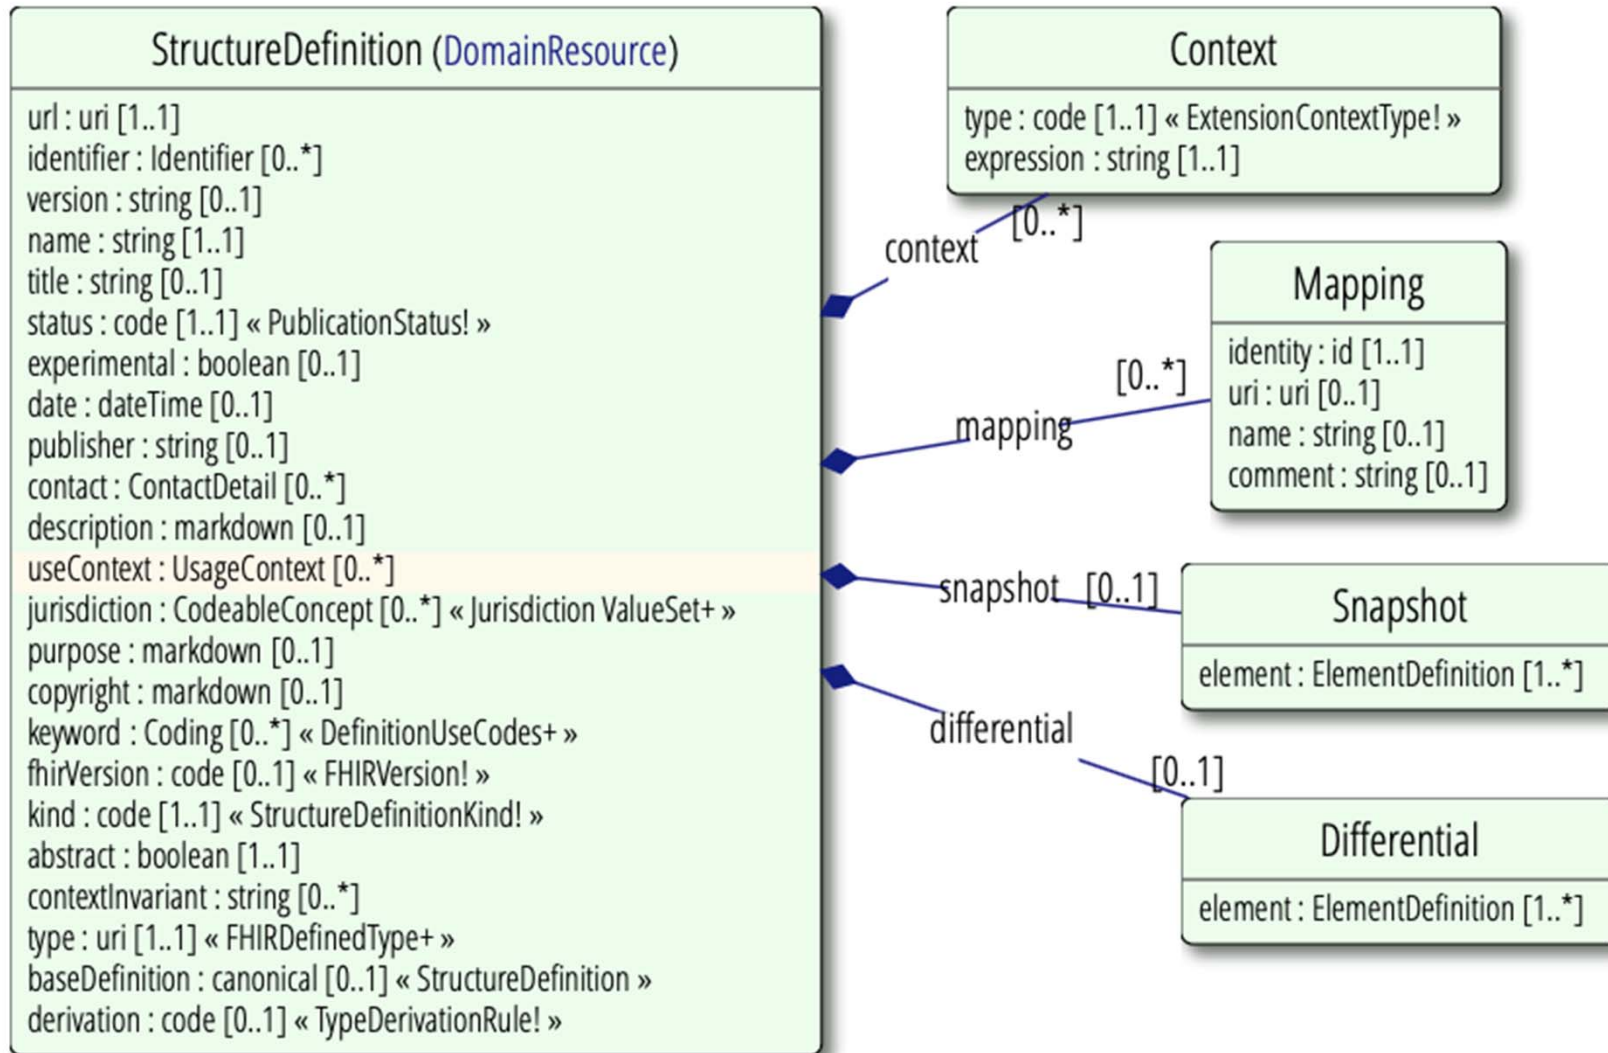 StructureDefinition (DomainResource)
url : uri [1..1]
identifier : Identifier [0..*]
version : string [0..1]
name : string [1..1]
title : string [0..1]
status : code [1..1] « PublicationStatus! »
experimental : boolean [0..1]
date : dateTime [0..1]
publisher : string [0..1]
contact : ContactDetail [0..*]
description : markdown [0..1]
useContext : UsageContext [0..*]
jurisdiction : CodeableConcept [0..*] « Jurisdiction ValueSet+ »
purpose : markdown [0..1]
copyright : markdown [0..1]
keyword : Coding [0..*] « DefinitionUseCodes+ »
fhirVersion : code [0..1] « FHIRVersion! »
kind : code [1..1] « StructureDefinitionKind! »
abstract : boolean [1..1]
contextInvariant : string [0..*]
type : uri [1..1] « FHIRDefinedType+ »
baseDefinition : canonical [0..1] « StructureDefinition »
derivation : code [0..1] « TypeDerivationRule! »
Context
type : code [1..1] « ExtensionContextType! »
expression : string [1..1]
[0..*]
context
Mapping
identity : id [1..1]
uri : uri [0..1]
name : string [0..1]
comment : string [0..1]
[0..*]
mapping
snapshot [0..1]
Snapshot
element : ElementDefinition [1..*]
differential
[0..1]
Differential
element : ElementDefinition [1..*]